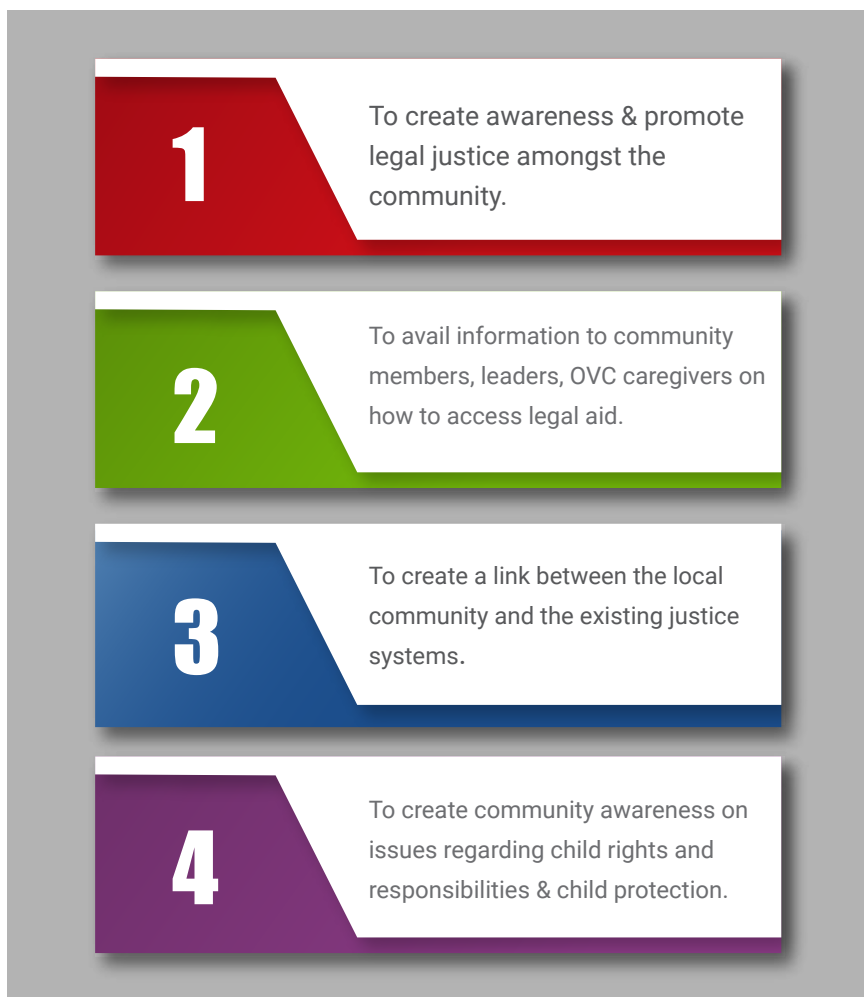 1
To create awareness & promote
legal justice amongst the
community.
2
To avail information to community
members, leaders, OVC caregivers on
how to access legal aid.
3
To create a link between the local
community and the existing justice
systems.
4
To create community awareness on
issues regarding child rights and
responsibilities & child protection.